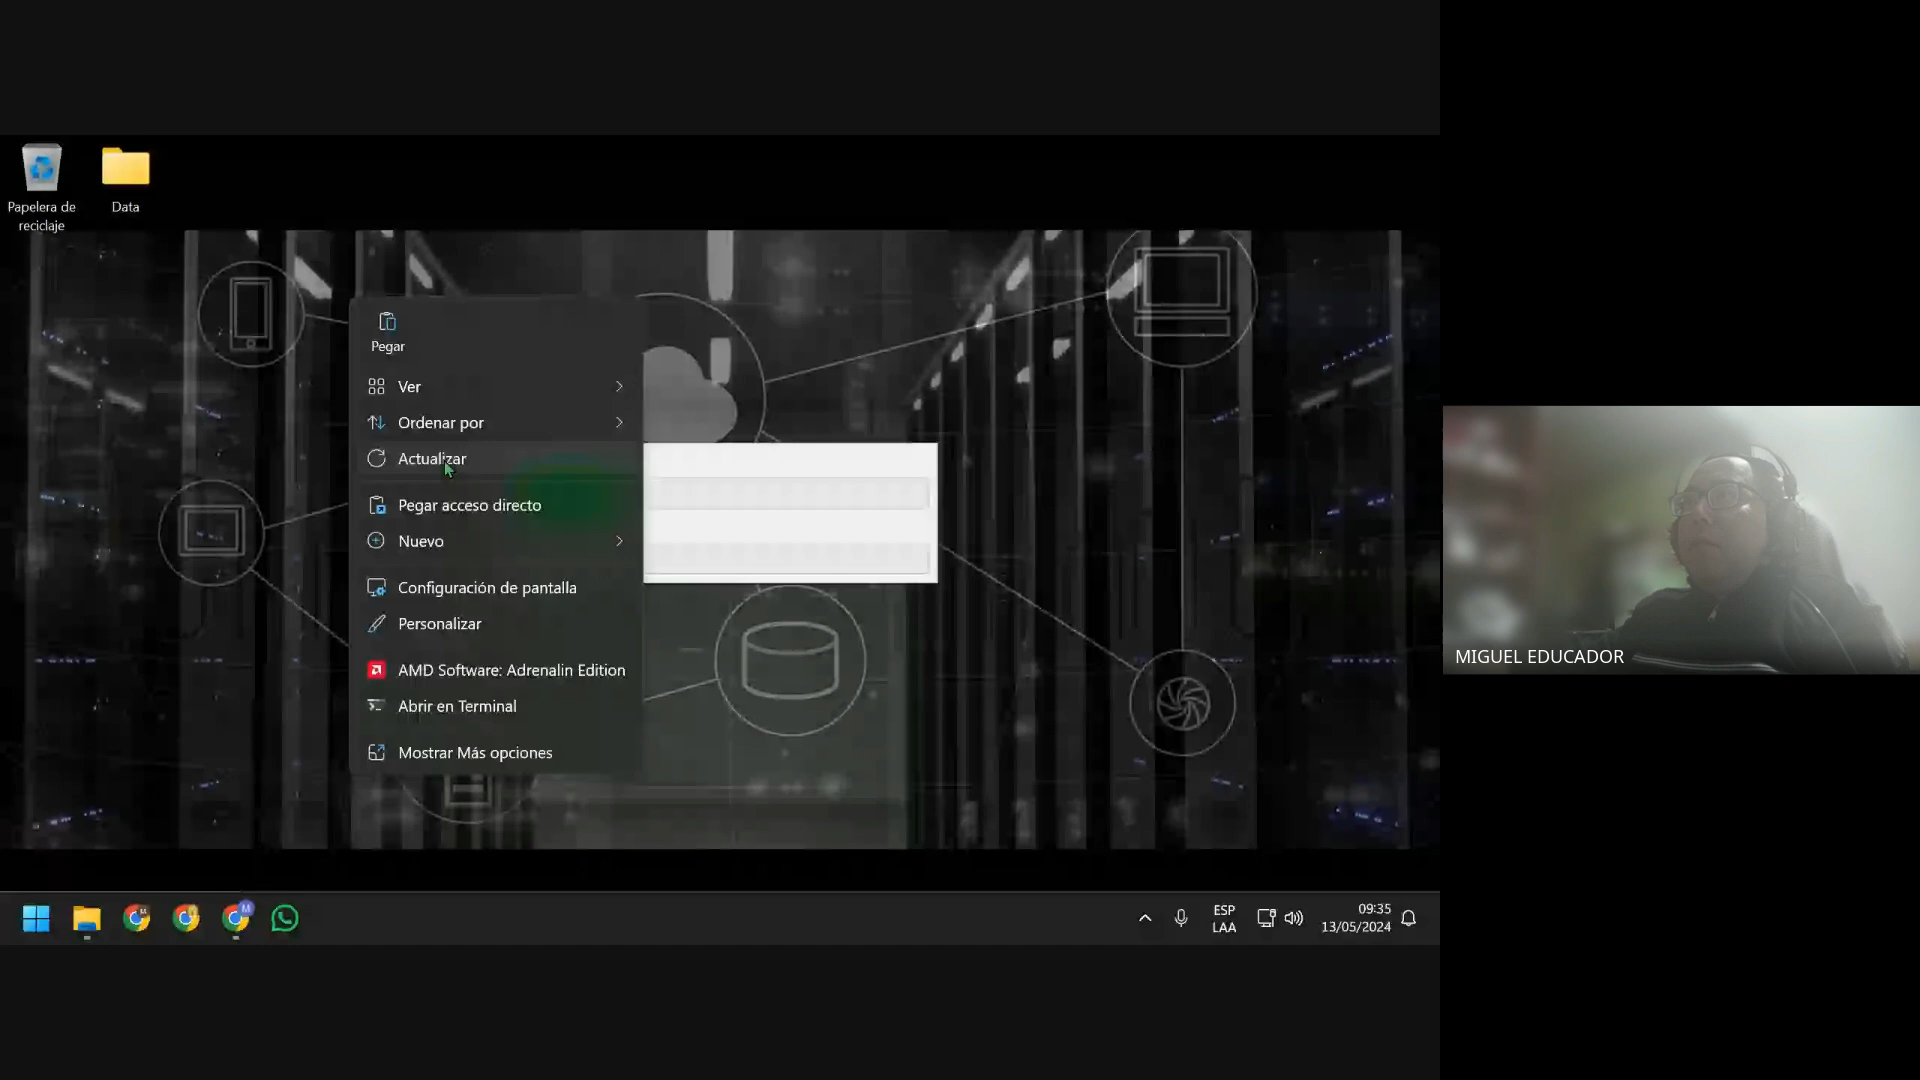 Papelera de
reciclaje
Data
Pegar
Ver
Ordenar por
Actualizar
Pegar acceso directo
Nuevo
Configuración de pantalla
Personalizar
AMD Software: Adrenalin Edition
Abrir en Terminal
Mostrar Más opciones
MIGUEL EDUCADOR
M
ESP
LAA
09:35
13/05/2024